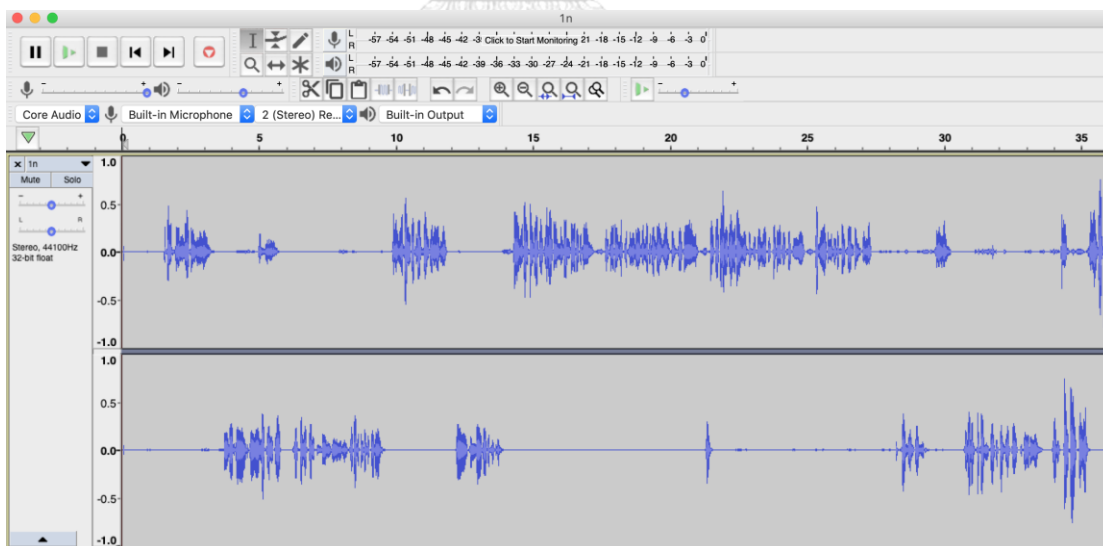 1n
L
R
-57 -54 -51 -48 -45 -42 -3 Click to Start Monitoring 21 -18 -15 -12 -9 -6 -3 0
L
R
-57 -54 -51 -48 -45 -42 -39 -36 -33 -30 -27 -24 -21 -18 -15 -12 -9 -6 -3 0
- + - + - +
Core Audio Built-in Microphone 2 (Stereo) Re... Built-in Output
0 5 10 15 20 25 30 35
x 1n
Mute Solo
- +
L R
Stereo, 44100Hz
32-bit float
1.0
0.5-
0.0-
-0.5-
-1.0
1.0
0.5-
0.0-
-0.5-
-1.0